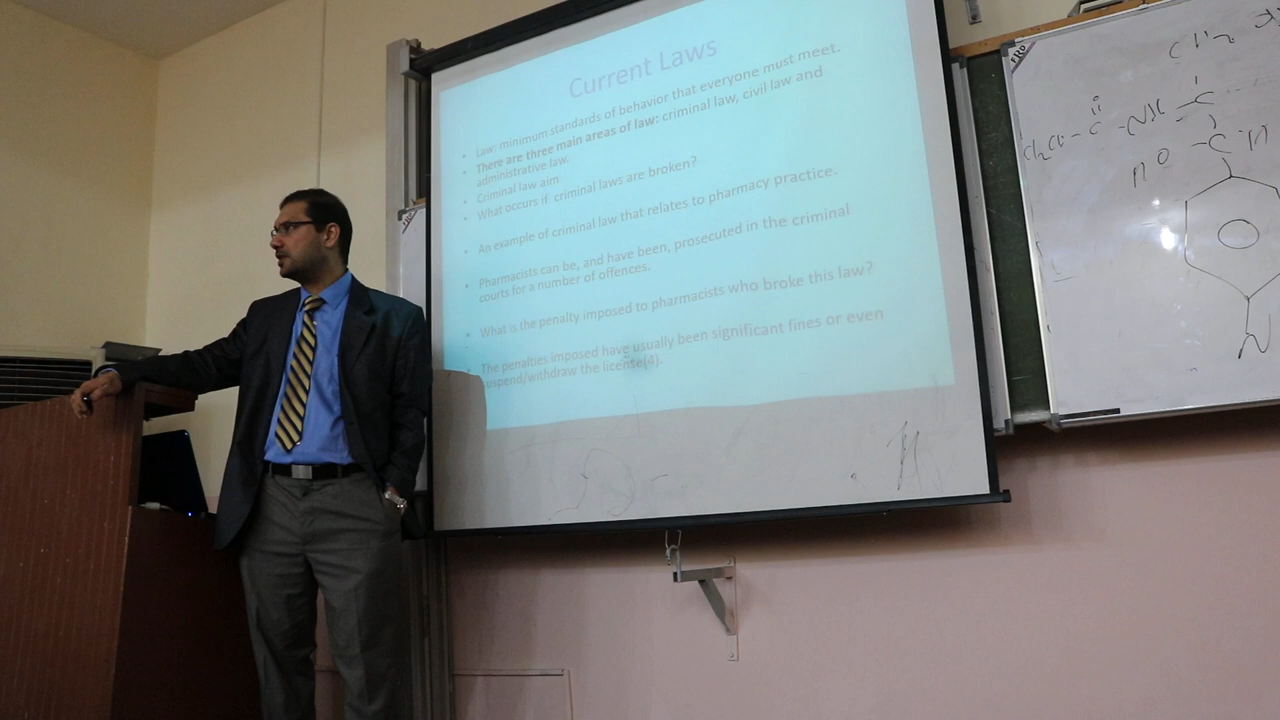 Current Laws
• Law: minimum standards of behavior that everyone must meet.
• There are three main areas of law: criminal law, civil law and
administrative law.
• Criminal law aim
• What occurs if criminal laws are broken?
• An example of criminal law that relates to pharmacy practice.
• Pharmacists can be, and have been, prosecuted in the criminal
courts for a number of offences.
• What is the penalty imposed to pharmacists who broke this law?
• The penalties imposed have usually been significant fines or even
suspend/withdraw the license(4).